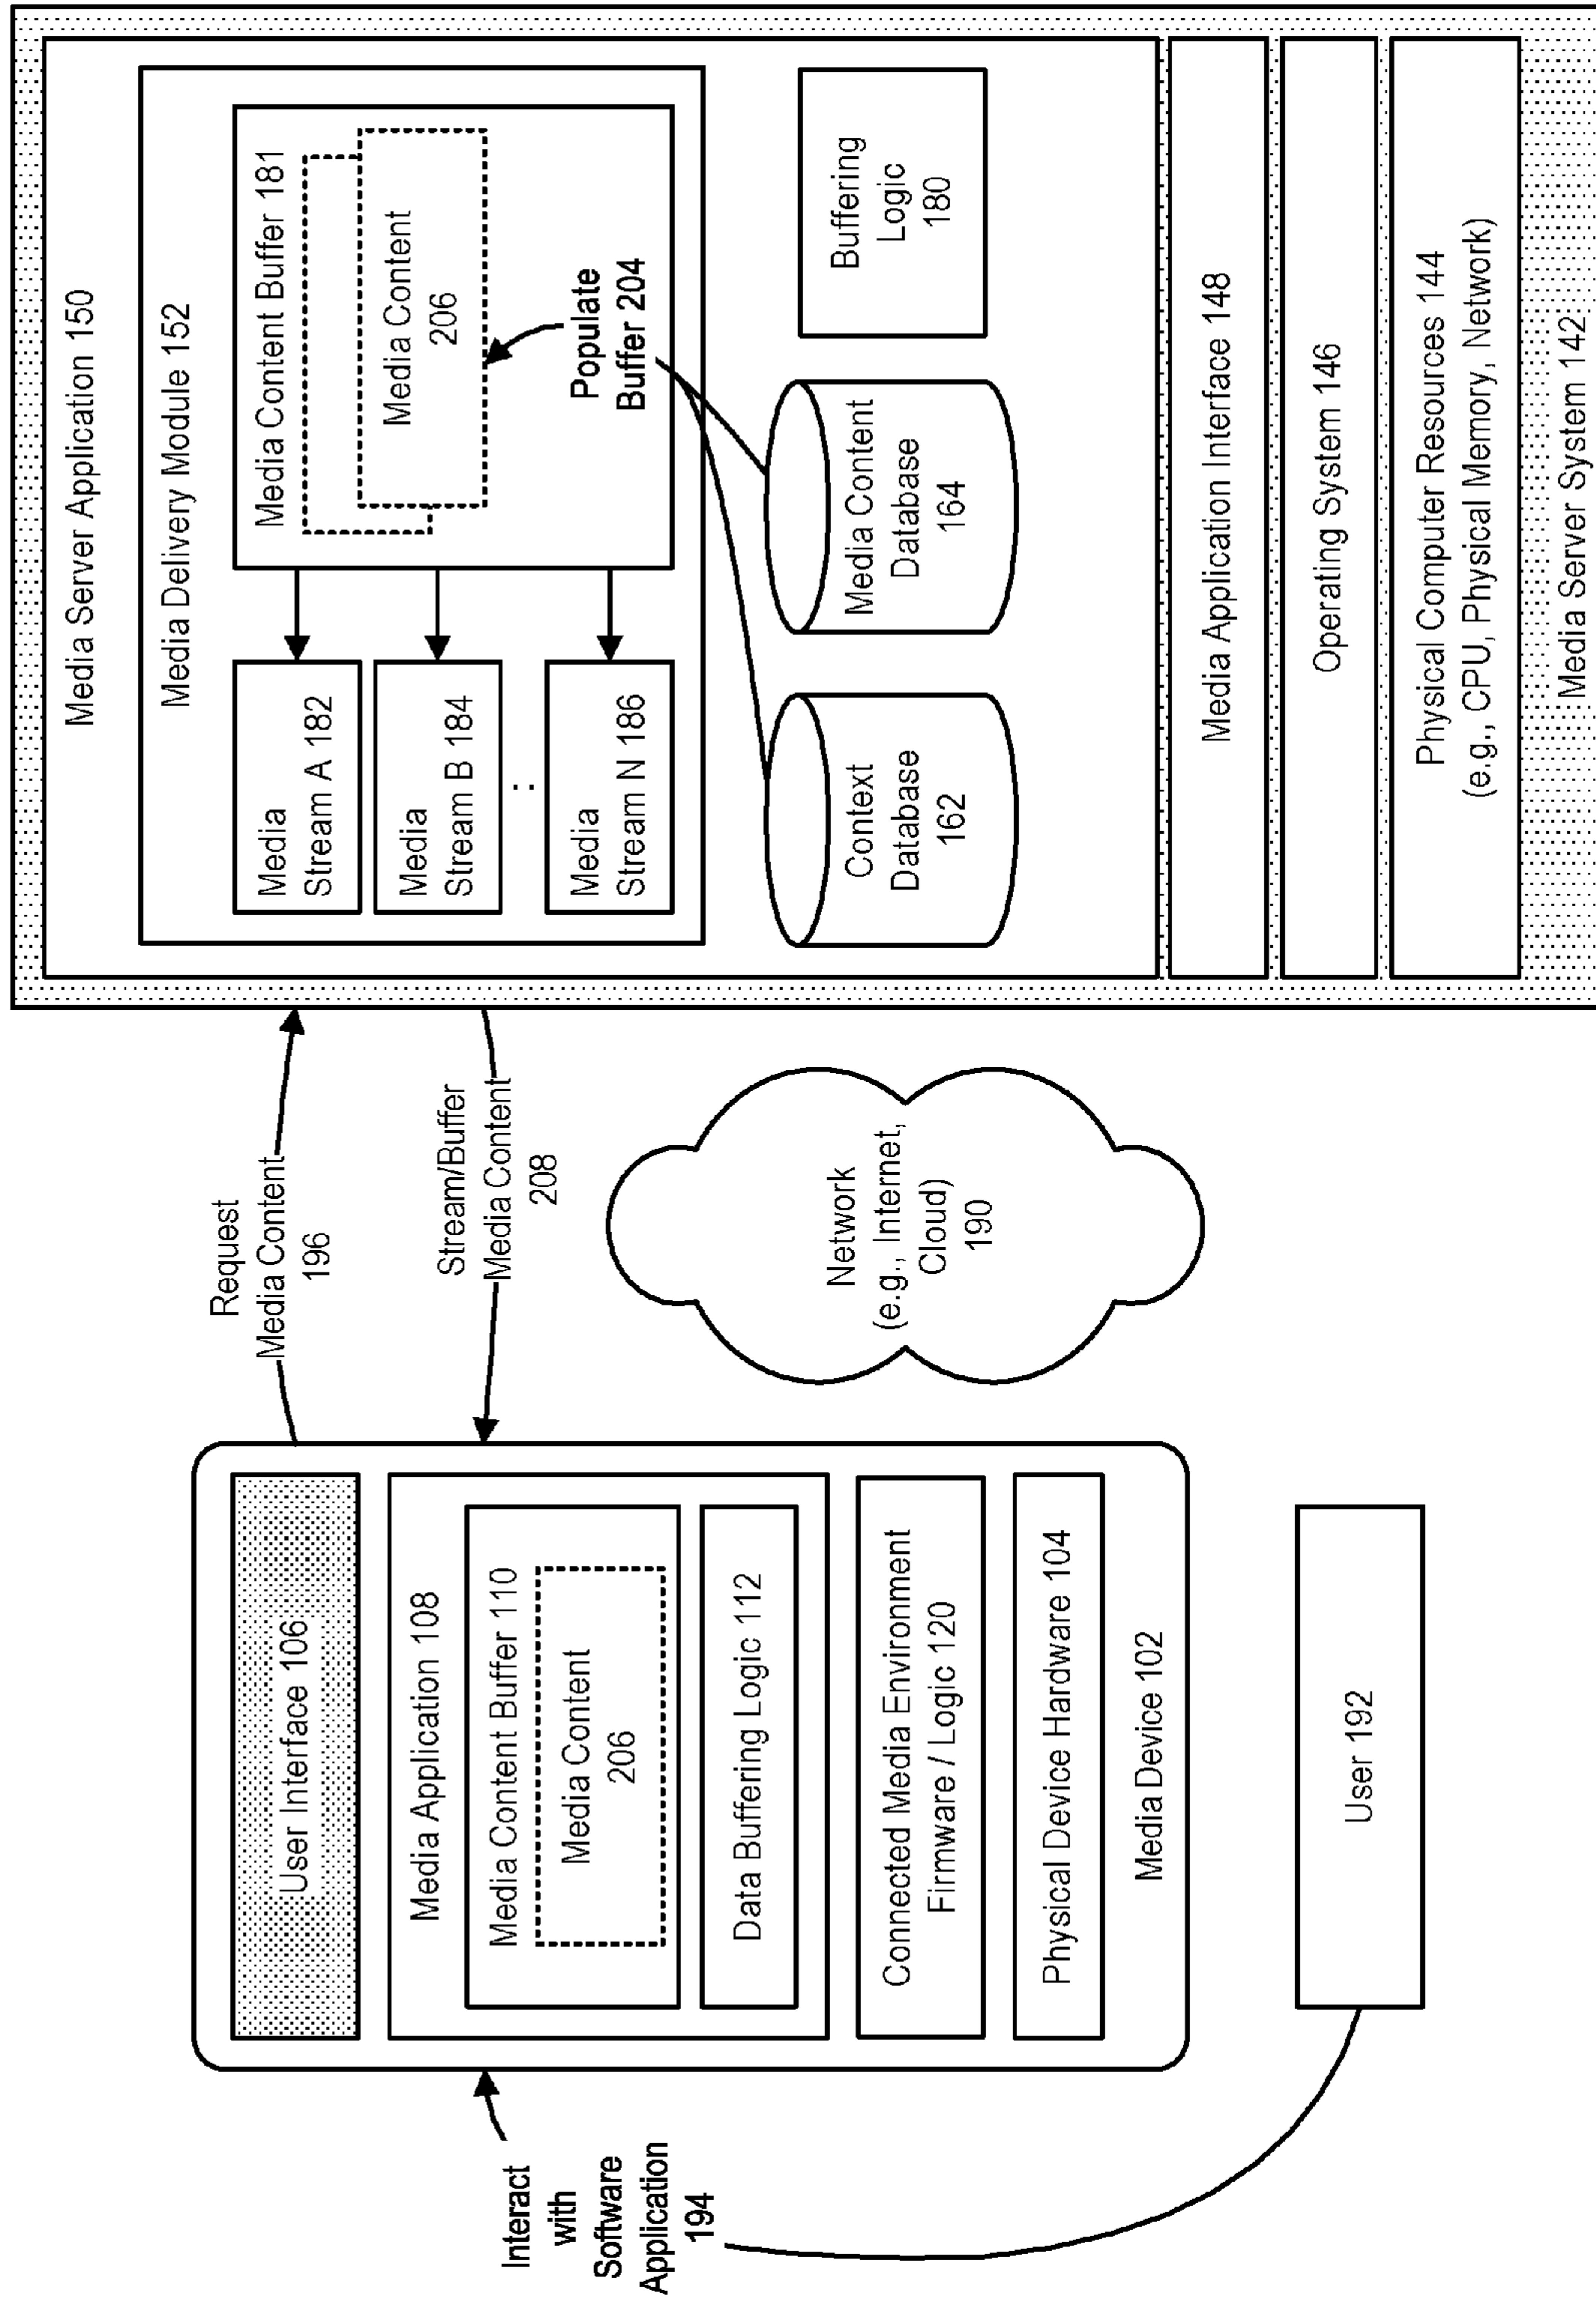 Interact
with
Software
Application
194
User Interface 106
Media Application 108
Media Content Buffer 110
Media Content
206
Data Buffering Logic 112
Connected Media Environment
Firmware / Logic 120
Physical Device Hardware 104
Media Device 102
User 192
Request
Media Content
196
Stream/Buffer
Media Content
208
Network
(e.g., Internet,
Cloud)
190
Media Server Application 150
Media Delivery Module 152
Media
Stream A 182
Media
Stream B 184
:
Media
Stream N 186
Media Content Buffer 181
Media Content
206
Populate
Buffer 204
Context
Database
162
Media Content
Database
164
Buffering
Logic
180
Media Application Interface 148
Operating System 146
Physical Computer Resources 144
(e.g., CPU, Physical Memory, Network)
Media Server System 142